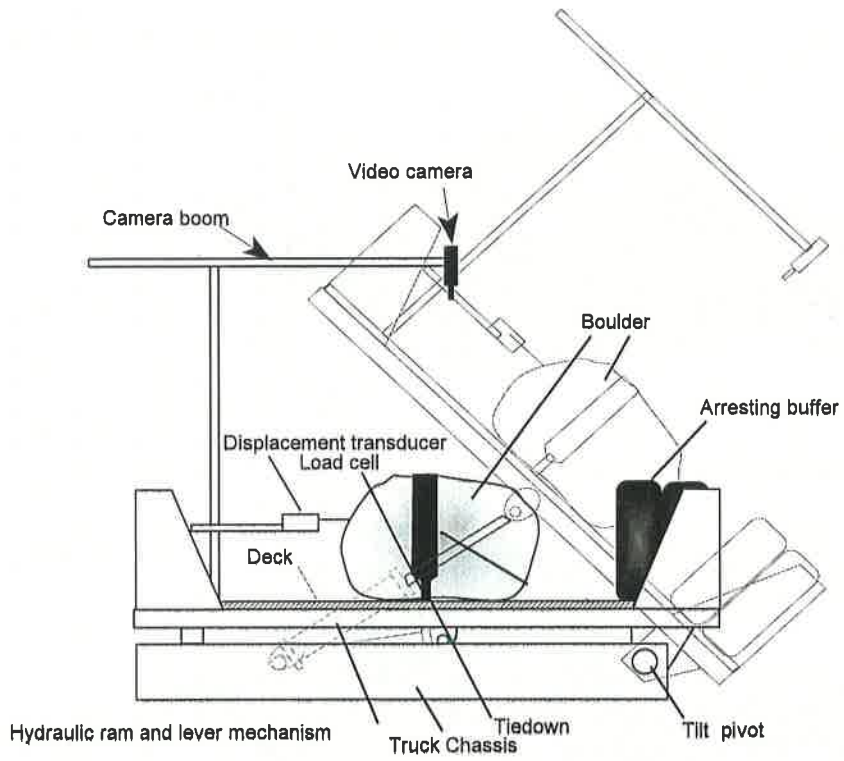 Video camera
Camera boom
Boulder
Arresting buffer
Displacement transducer
Load cell
Deck
Hydraulic ram and lever mechanism
Truck Chassis
Tiedown
Tilt pivot